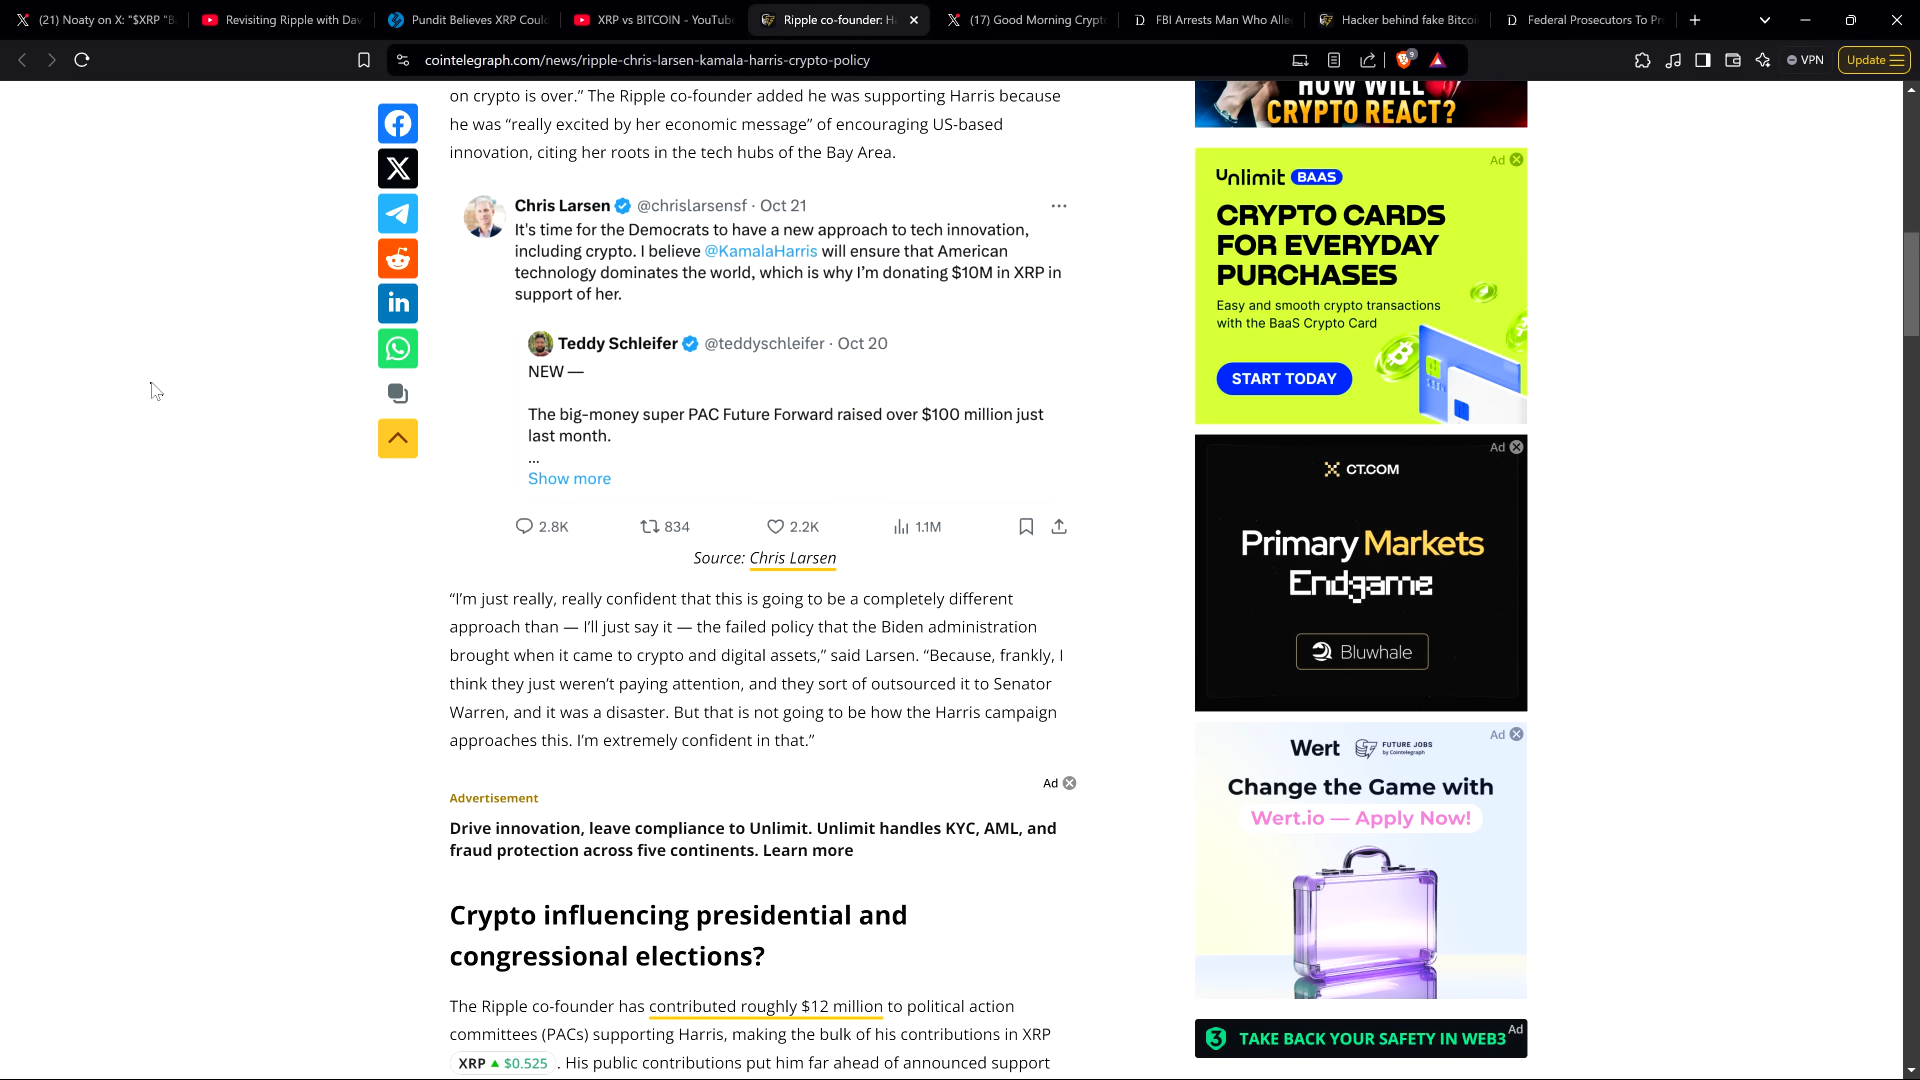 (21) Noaty on X: "$XRP "B
Revisiting Ripple with Dav
Pundit Believes XRP Coul
XRP vs BITCOIN - YouTube
Ripple co-founder: H
(17) Good Morning Crypto
FBI Arrests Man Who Alle
Hacker behind fake Bitcoi
Federal Prosecutors To Pr
cointelegraph.com/news/ripple-chris-larsen-kamala-harris-crypto-policy
9
VPN
Update
on crypto is over.” The Ripple co-founder added he was supporting Harris because
he was “really excited by her economic message” of encouraging US-based
innovation, citing her roots in the tech hubs of the Bay Area.
Chris Larsen @chrislarsensf · Oct 21
It's time for the Democrats to have a new approach to tech innovation,
including crypto. I believe @KamalaHarris will ensure that American
technology dominates the world, which is why I’m donating $10M in XRP in
support of her.
Teddy Schleifer @teddyschleifer · Oct 20
NEW —
The big-money super PAC Future Forward raised over $100 million just
last month.
...
Show more
2.8K 834 2.2K 1.1M
Source: Chris Larsen
“I’m just really, really confident that this is going to be a completely different
approach than — I’ll just say it — the failed policy that the Biden administration
brought when it came to crypto and digital assets,” said Larsen. “Because, frankly, I
think they just weren’t paying attention, and they sort of outsourced it to Senator
Warren, and it was a disaster. But that is not going to be how the Harris campaign
approaches this. I’m extremely confident in that.”
Ad
Advertisement
Drive innovation, leave compliance to Unlimit. Unlimit handles KYC, AML, and
fraud protection across five continents. Learn more
Crypto influencing presidential and
congressional elections?
The Ripple co-founder has contributed roughly $12 million to political action
committees (PACs) supporting Harris, making the bulk of his contributions in XRP
XRP $0.525 . His public contributions put him far ahead of announced support
HOW WILL
CRYPTO REACT?
Ad
Unlimit BAAS
CRYPTO CARDS
FOR EVERYDAY
PURCHASES
Easy and smooth crypto transactions
with the BaaS Crypto Card
START TODAY
Ad
CT.COM
Primary Markets
Endgame
Bluwhale
Ad
Wert FUTURE JOBS
by Cointelegraph
Change the Game with
Wert.io — Apply Now!
Ad
TAKE BACK YOUR SAFETY IN WEB3